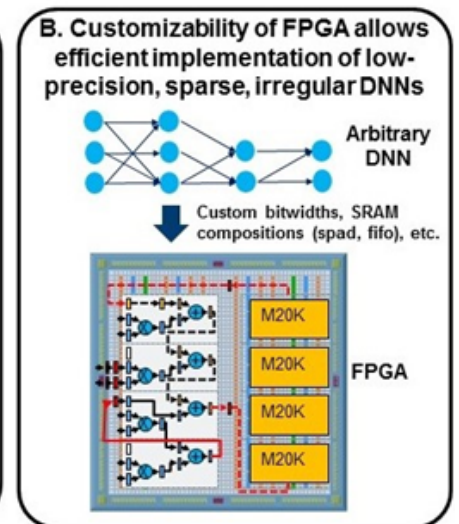 B. Customizability of FPGA allows
efficient implementation of low-
precision, sparse, irregular DNNs
Arbitrary
DNN
Custom bitwidths, SRAM
compositions (spad, fifo), etc.
M20K
M20K
FPGA
M20K
M20K